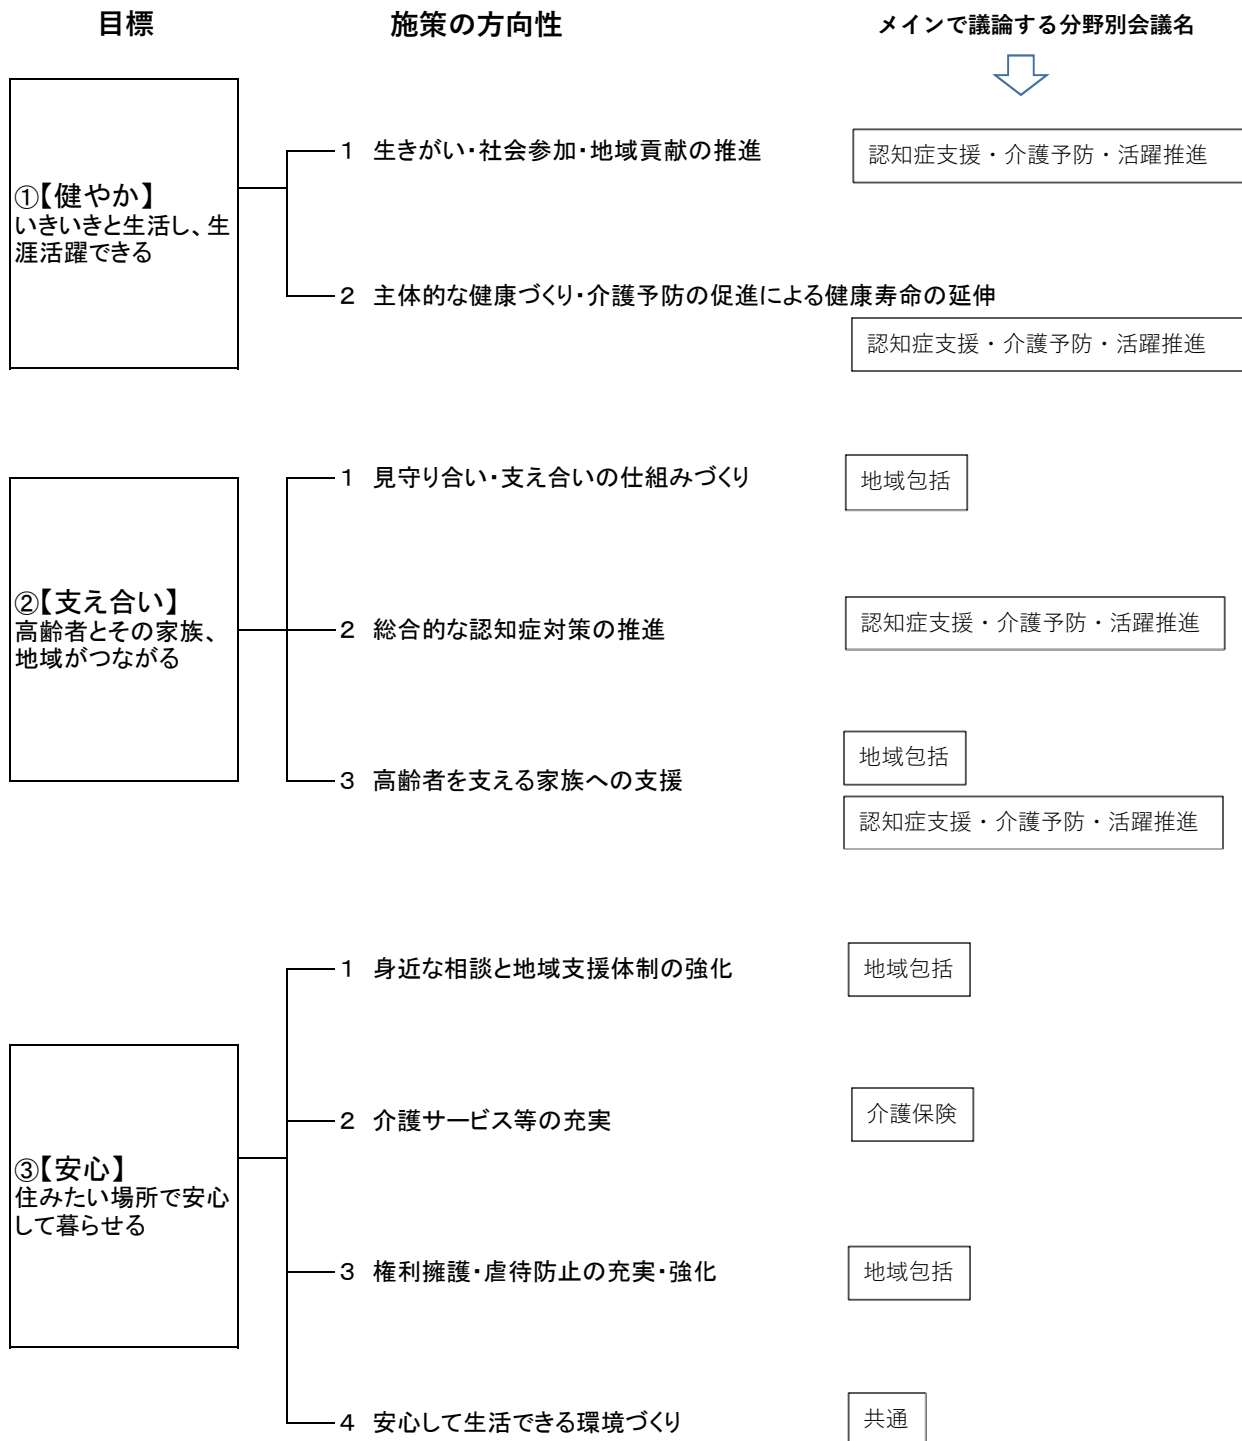 目標
施策の方向性
メインで議論する分野別会議名
①【健やか】
いきいきと生活し、生
涯活躍できる
1 生きがい・社会参加・地域貢献の推進
認知症支援・介護予防・活躍推進
2 主体的な健康づくり・介護予防の促進による健康寿命の延伸
認知症支援・介護予防・活躍推進
②【支え合い】
高齢者とその家族、
地域がつながる
1 見守り合い・支え合いの仕組みづくり
地域包括
2 総合的な認知症対策の推進
認知症支援・介護予防・活躍推進
3 高齢者を支える家族への支援
地域包括
認知症支援・介護予防・活躍推進
③【安心】
住みたい場所で安心
して暮らせる
1 身近な相談と地域支援体制の強化
地域包括
2 介護サービス等の充実
介護保険
3 権利擁護・虐待防止の充実・強化
地域包括
4 安心して生活できる環境づくり
共通